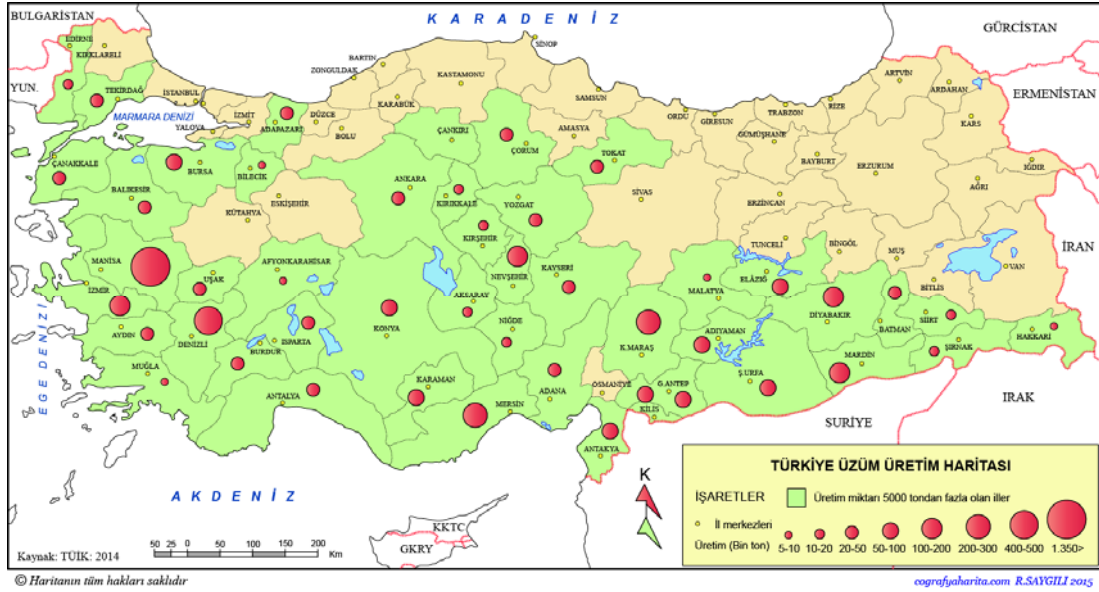 KARADENİZ
BULGARİSTAN
GÜRCİSTAN
YUN.
ERMENİSTAN
İRAN
IRAK
SURİYE
MARMARA DENİZİ
EGE DENİZİ
AKDENİZ
KKTC
GKRY
EDİRNE
KIRKLARELİ
TEKİRDAĞ
İSTANBUL
YALOVA
İZMİT
ADAPAZARI
DÜZCE
BOLU
ZONGULDAK
BARTIN
KARABÜK
KASTAMONU
SİNOP
SAMSUN
ORDU
GİRESUN
TRABZON
RİZE
ARTVİN
ARDAHAN
KARS
IĞDIR
AĞRI
GÜMÜŞHANE
BAYBURT
ERZURUM
ERZİNCAN
ÇANKIRI
ÇORUM
AMASYA
TOKAT
SİVAS
ÇANAKKALE
BALIKESİR
BURSA
BİLECİK
ESKİŞEHİR
KÜTAHYA
ANKARA
KIRIKKALE
YOZGAT
KIRŞEHİR
NEVŞEHİR
KAYSERİ
AKSARAY
NİĞDE
MANİSA
İZMİR
UŞAK
AFYONKARAHİSAR
AYDIN
DENİZLİ
BURDUR
ISPARTA
KONYA
MUĞLA
ANTALYA
KARAMAN
MERSİN
ADANA
OSMANİYE
ANTAKYA
KİLİS
G.ANTEP
K.MARAŞ
MALATYA
ADIYAMAN
Ş.URFA
ELÂZIĞ
TUNCELİ
BİNGÖL
MUŞ
BİTLİS
VAN
DİYABAKIR
BATMAN
SİİRT
MARDİN
ŞIRNAK
HAKKARİ
K
TÜRKİYE ÜZÜM ÜRETİM HARİTASI
İŞARETLER
Üretim miktarı 5000 tondan fazla olan iller
İl merkezleri
Üretim (Bin ton)
5-10 10-20 20-50 50-100 100-200 200-300 400-500 1.350>
Kaynak: TÜİK: 2014
50 25 0 50 100 150 200
Km
© Haritanın tüm hakları saklıdır
cografyaharita.com R.SAYGILI 2015